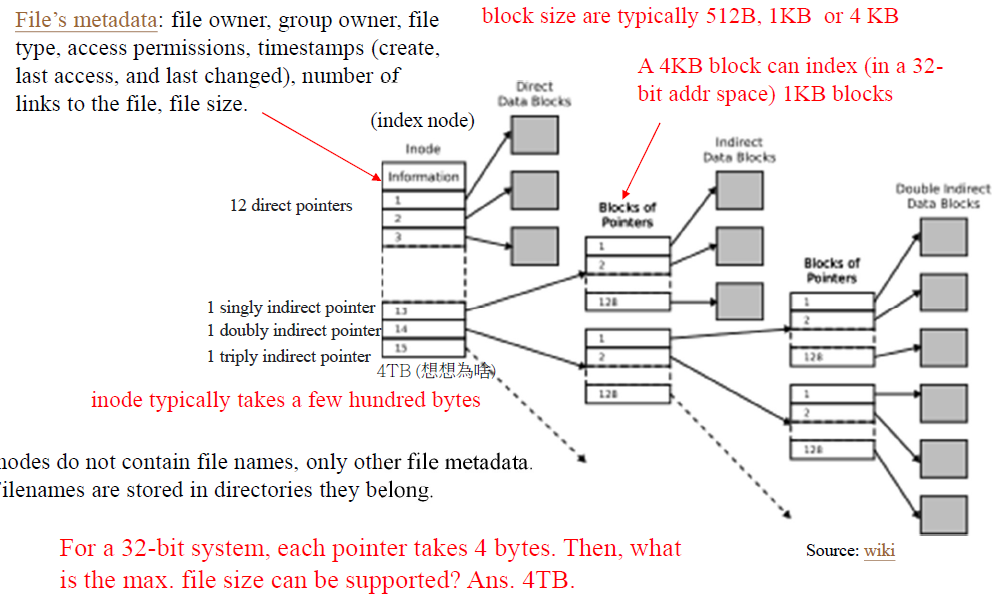 File's metadata: file owner, group owner, file
type, access permissions, timestamps (create,
last access, and last changed), number of
links to the file, file size.
block size are typically 512B, 1KB or 4 KB
A 4KB block can index (in a 32-
bit addr space) 1KB blocks
(index node)
Inode
Information
1
2
3
13
14
15
12 direct pointers
1 singly indirect pointer
1 doubly indirect pointer
1 triply indirect pointer
4TB (想想為啥)
Direct
Data Blocks
Blocks of
Pointers
1
2
128
1
2
128
Indirect
Data Blocks
Blocks of
Pointers
1
2
128
1
2
128
Double Indirect
Data Blocks
inode typically takes a few hundred bytes
nodes do not contain file names, only other file metadata.
Filenames are stored in directories they belong.
For a 32-bit system, each pointer takes 4 bytes. Then, what
is the max. file size can be supported? Ans. 4TB.
Source: wiki